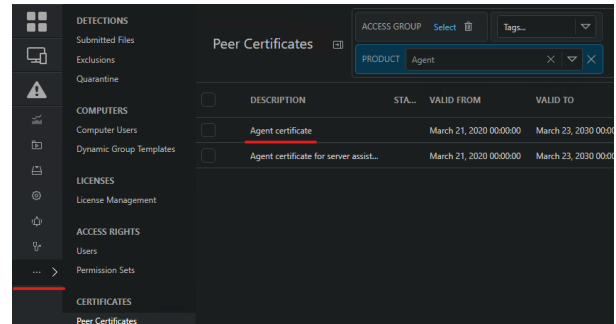 DETECTIONS
Submitted Files
Exclusions
Quarantine
COMPUTERS
Computer Users
Dynamic Group Templates
LICENSES
License Management
ACCESS RIGHTS
Users
Permission Sets
CERTIFICATES
Peer Certificates
Peer Certificates
ACCESS GROUP Select Tags...
PRODUCT Agent
DESCRIPTION STA... VALID FROM VALID TO
Agent certificate March 21, 2020 00:00:00 March 23, 2030 00:00
Agent certificate for server assist... March 21, 2020 00:00:00 March 23, 2030 00:00